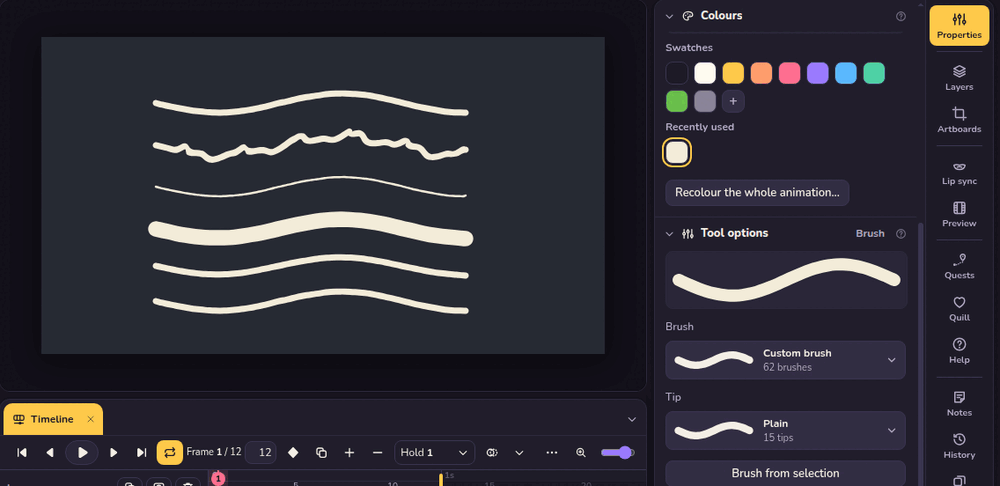 Colours
Swatches
+
Recently used
Recolour the whole animation...
Tool options
Brush
Brush
Custom brush
62 brushes
Tip
Plain
15 tips
Brush from selection
Properties
Layers
Artboards
Lip sync
Preview
Quests
Quill
Help
Notes
History
Timeline
Frame 1 / 12
12
Hold 1
1
5
10
1s
15
20